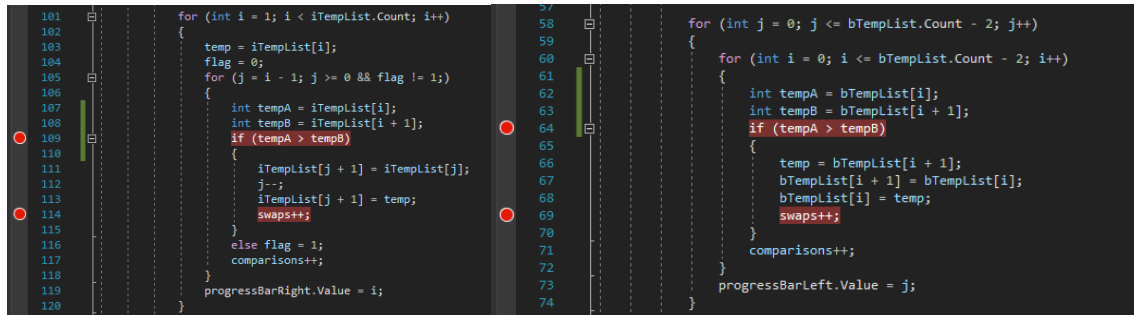 101 for (int i = 1; i < iTempList.Count; i++)
102 {
103 temp = iTempList[i];
104 flag = 0;
105 for (j = i - 1; j >= 0 && flag != 1;)
106 {
107 int tempA = iTempList[i];
108 int tempB = iTempList[i + 1];
109 if (tempA > tempB)
110 {
111 iTempList[j + 1] = iTempList[j];
112 j--;
113 iTempList[j + 1] = temp;
114 swaps++;
115 }
116 else flag = 1;
117 comparisons++;
118 }
119 progressBarRight.Value = i;
120 }
57
58 for (int j = 0; j <= bTempList.Count - 2; j++)
59 {
60 for (int i = 0; i <= bTempList.Count - 2; i++)
61 {
62 int tempA = bTempList[i];
63 int tempB = bTempList[i + 1];
64 if (tempA > tempB)
65 {
66 temp = bTempList[i + 1];
67 bTempList[i + 1] = bTempList[i];
68 bTempList[i] = temp;
69 swaps++;
70 }
71 comparisons++;
72 }
73 progressBarLeft.Value = j;
74 }